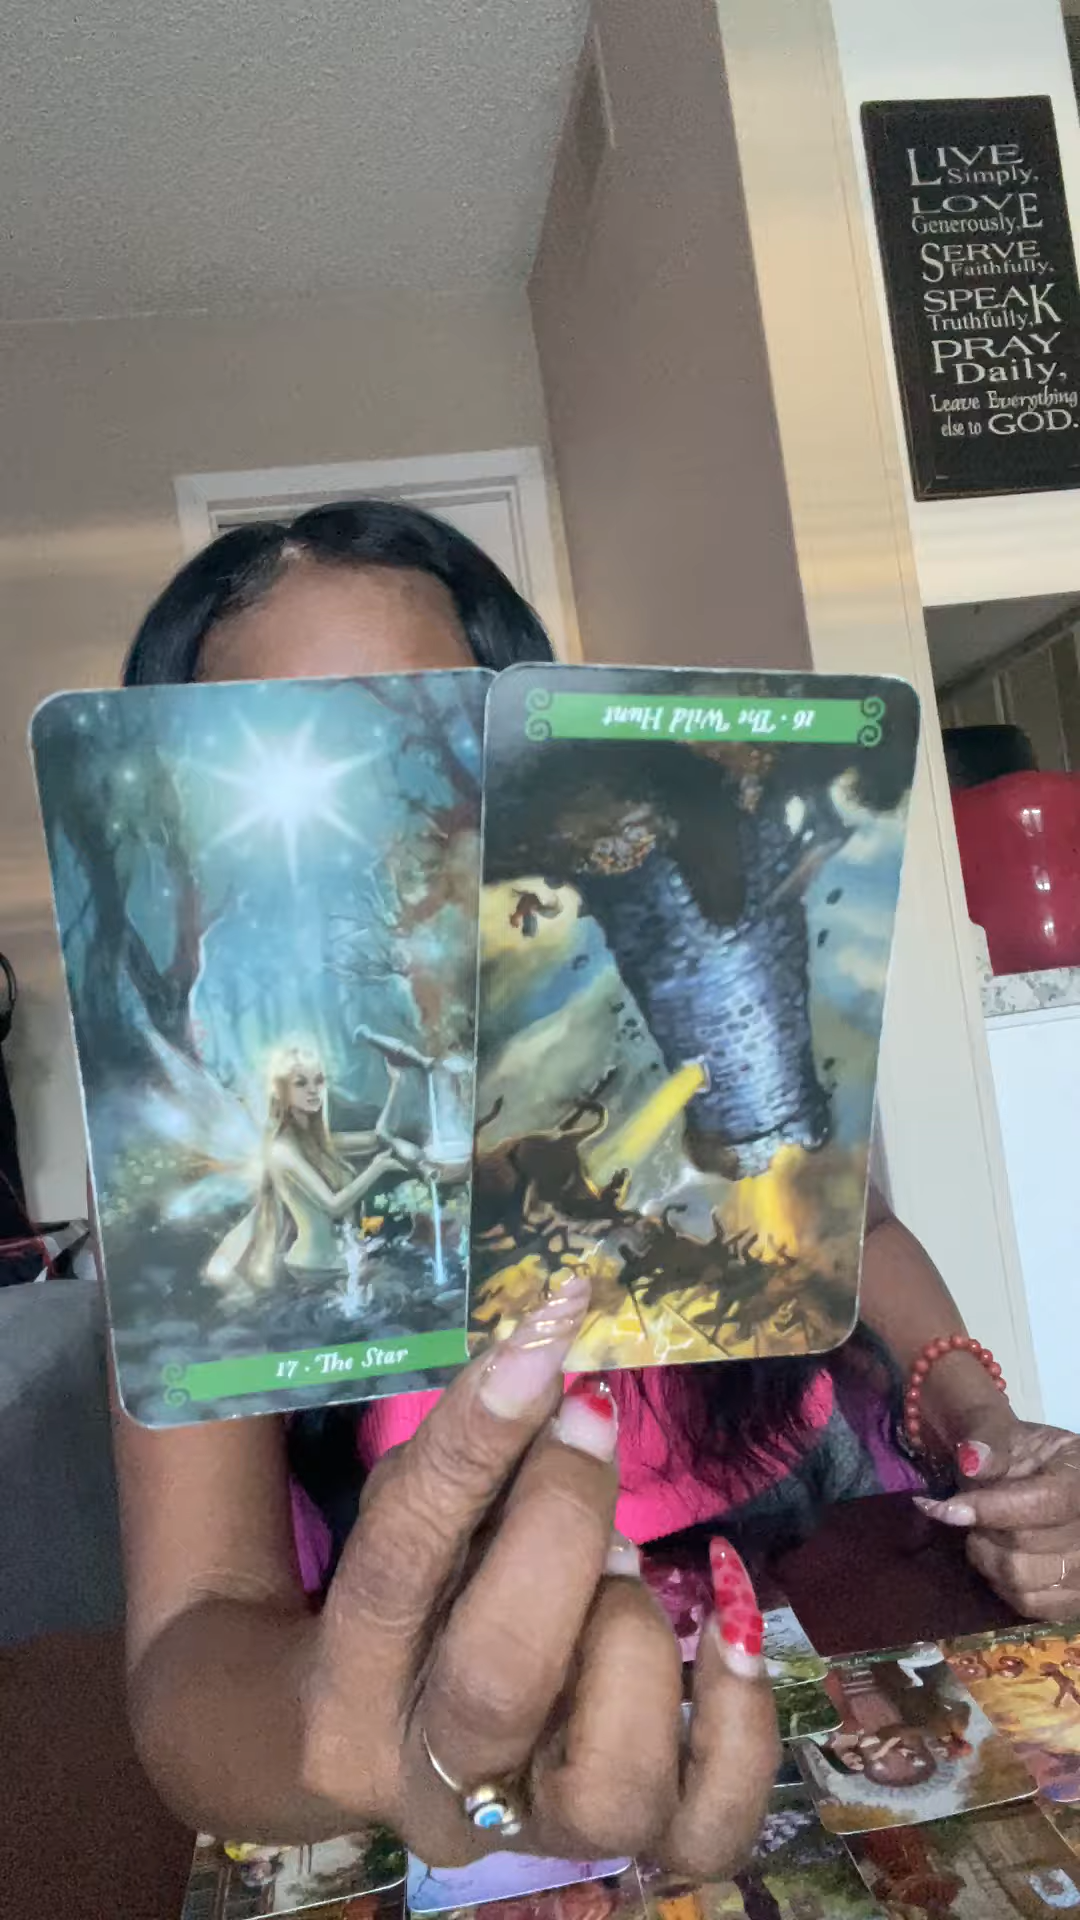 LIVE
Simply,
LOVE
Generously,
SERVE
Faithfully,
SPEAK
Truthfully,
PRAY
Daily,
Leave Everything
else to GOD.
16 · The Wild Hunt
17 · The Star